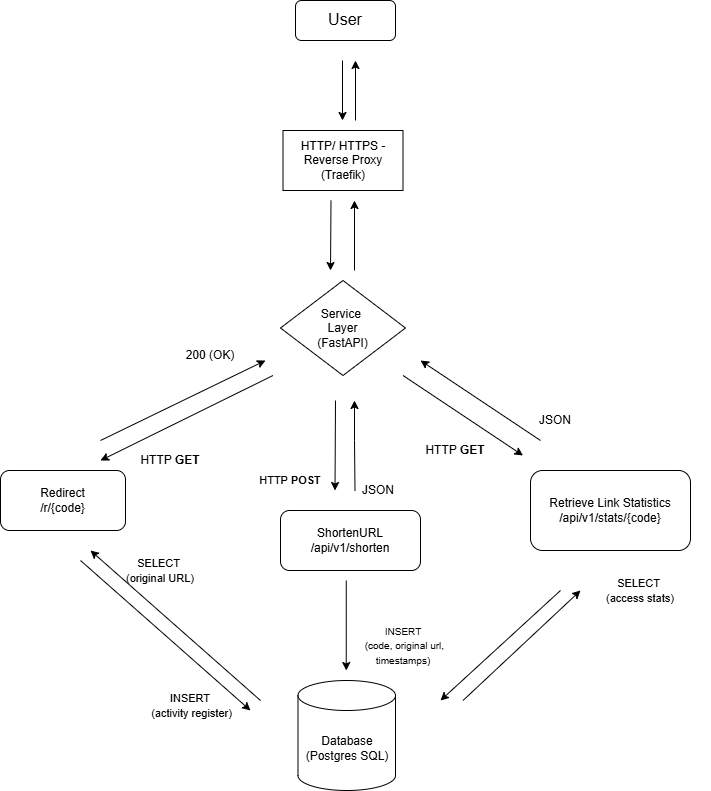 User
HTTP/ HTTPS -
Reverse Proxy
(Traefik)
Service
Layer
(FastAPI)
200 (OK)
HTTP GET
HTTP POST
JSON
HTTP GET
JSON
Redirect
/r/{code}
ShortenURL
/api/v1/shorten
Retrieve Link Statistics
/api/v1/stats/{code}
SELECT
(original URL)
INSERT
(activity register)
INSERT
(code, original url,
timestamps)
SELECT
(access stats)
Database
(Postgres SQL)